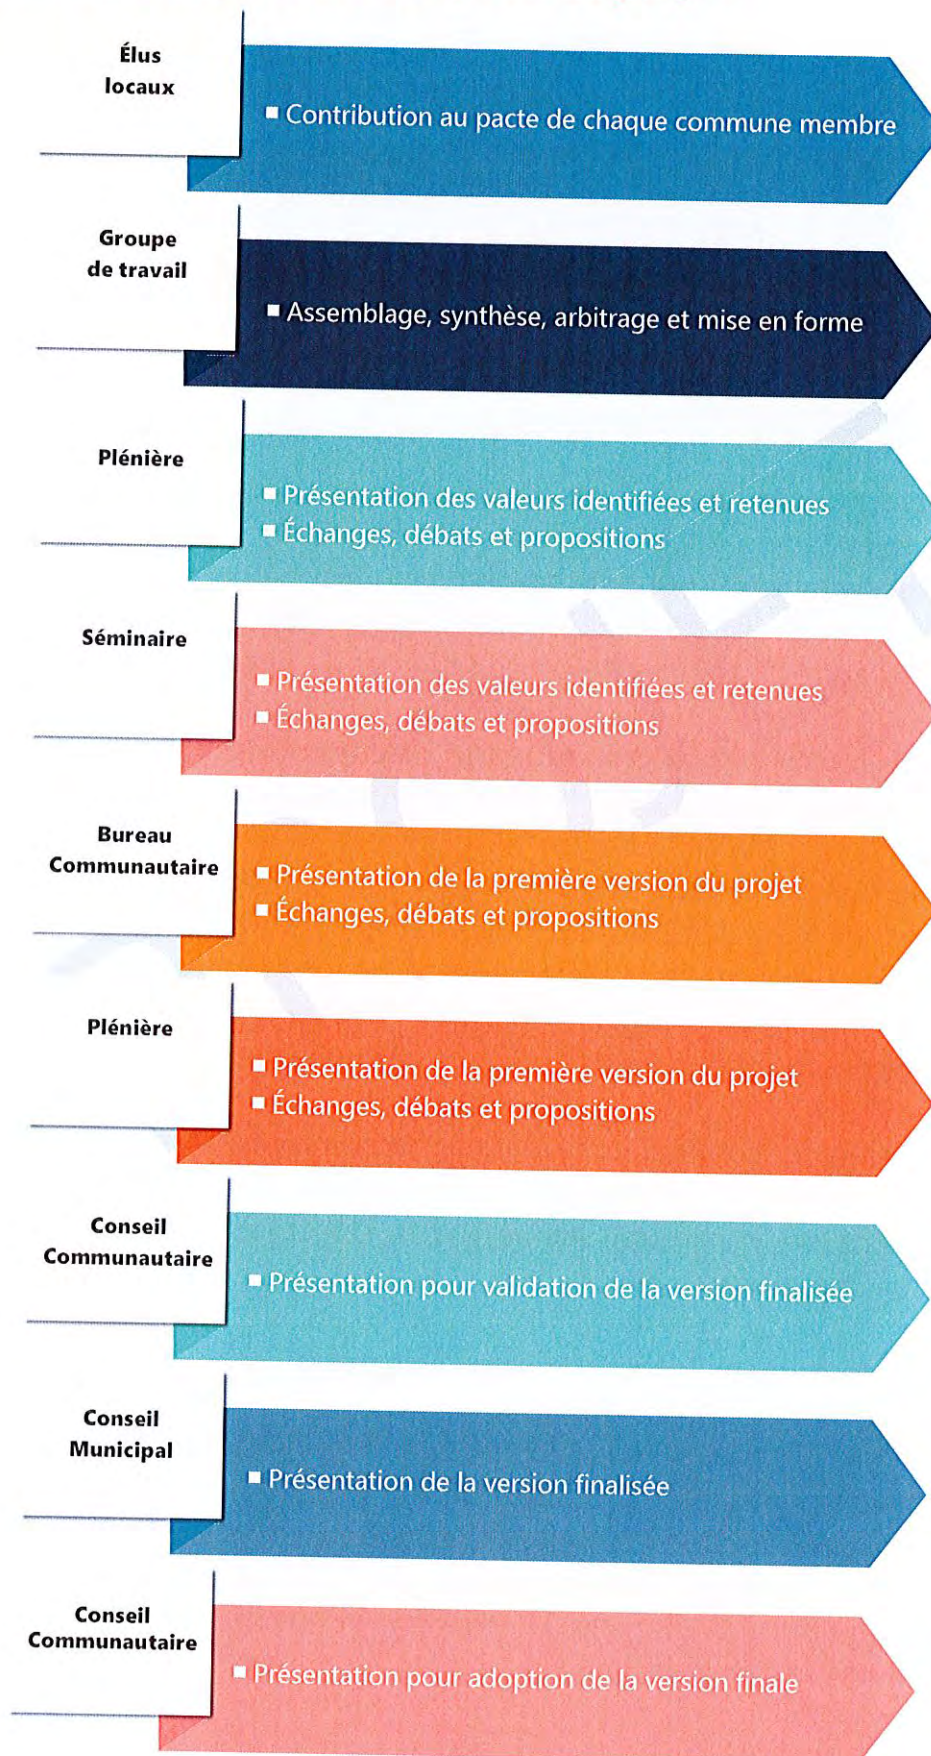 Élus
locaux
▪ Contribution au pacte de chaque commune membre
Groupe
de travail
▪ Assemblage, synthèse, arbitrage et mise en forme
Plénière
▪ Présentation des valeurs identifiées et retenues
▪ Échanges, débats et propositions
Séminaire
▪ Présentation des valeurs identifiées et retenues
▪ Échanges, débats et propositions
Bureau
Communautaire
▪ Présentation de la première version du projet
▪ Échanges, débats et propositions
Plénière
▪ Présentation de la première version du projet
▪ Échanges, débats et propositions
Conseil
Communautaire
▪ Présentation pour validation de la version finalisée
Conseil
Municipal
▪ Présentation de la version finalisée
Conseil
Communautaire
▪ Présentation pour adoption de la version finale